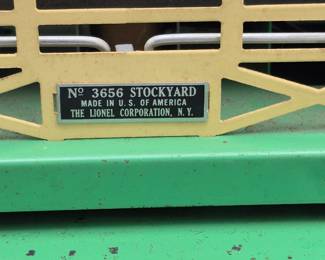 Nº 3656 STOCKYARD
MADE IN U.S. OF AMERICA
THE LIONEL CORPORATION, N.Y.